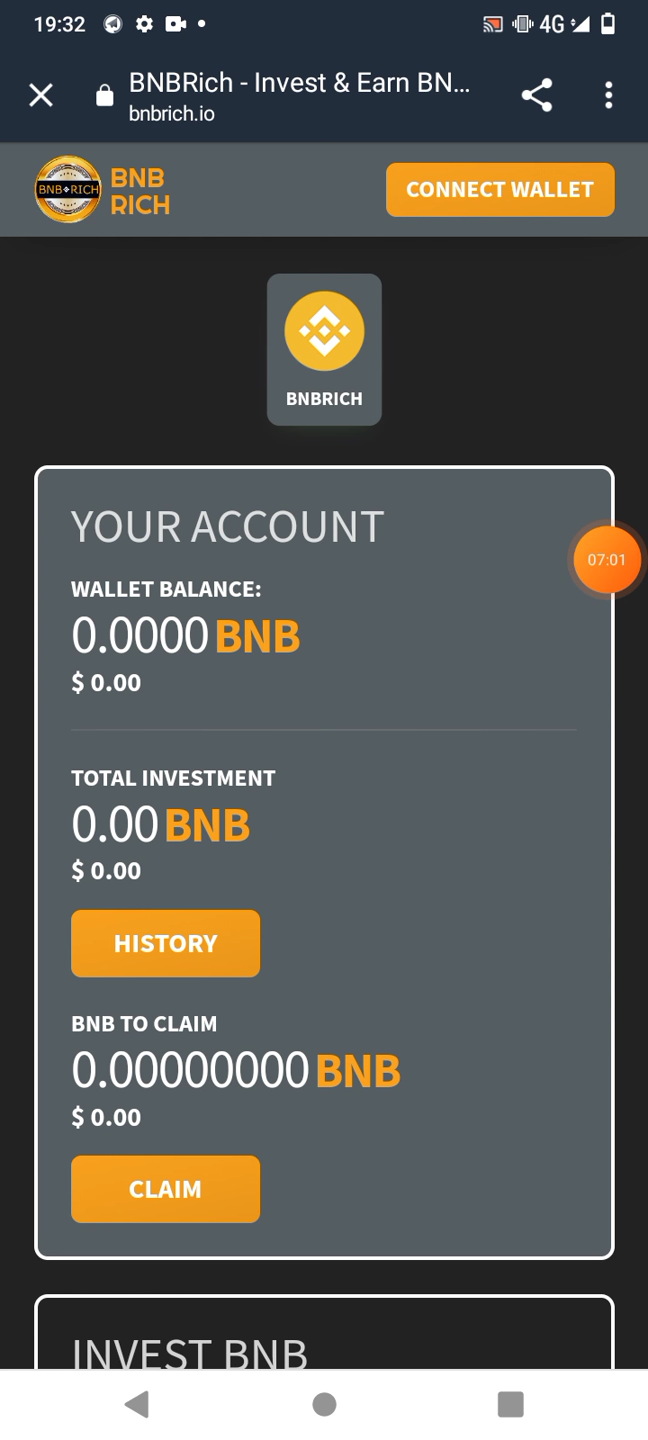 19:32
4G
BNBRich - Invest & Earn BN...
bnbrich.io
BNB RICH
BNB
RICH
CONNECT WALLET
BNBRICH
YOUR ACCOUNT
07:01
WALLET BALANCE:
0.0000 BNB
$ 0.00
TOTAL INVESTMENT
0.00 BNB
$ 0.00
HISTORY
BNB TO CLAIM
0.00000000 BNB
$ 0.00
CLAIM
INVEST BNB